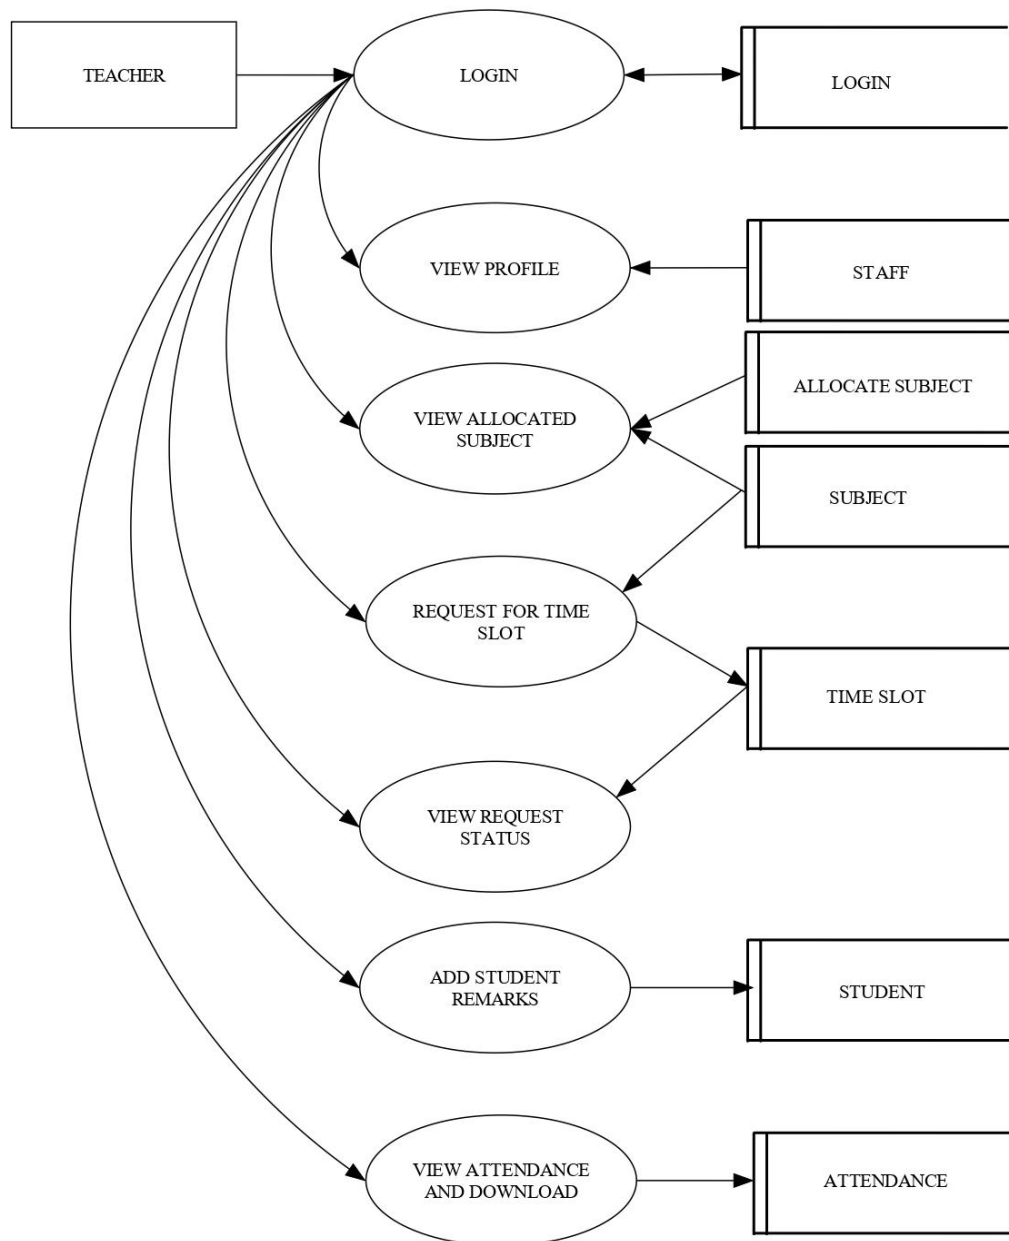 TEACHER
LOGIN
LOGIN
VIEW PROFILE
STAFF
VIEW ALLOCATED
SUBJECT
ALLOCATE SUBJECT
SUBJECT
REQUEST FOR TIME
SLOT
TIME SLOT
VIEW REQUEST
STATUS
ADD STUDENT
REMARKS
STUDENT
VIEW ATTENDANCE
AND DOWNLOAD
ATTENDANCE